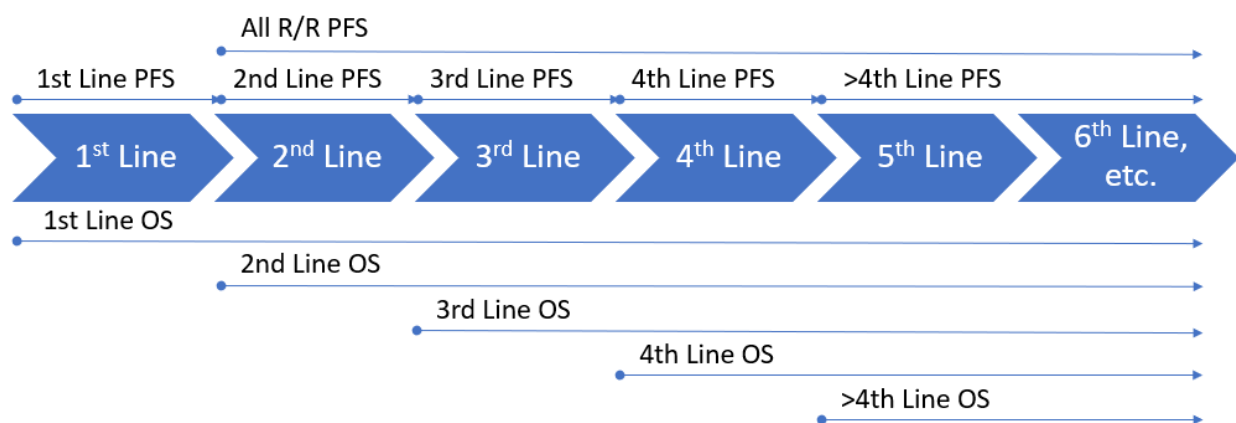 All R/R PFS
1st Line PFS
2nd Line PFS
3rd Line PFS
4th Line PFS
>4th Line PFS
1st Line
2nd Line
3rd Line
4th Line
5th Line
6th Line,
etc.
1st Line OS
2nd Line OS
3rd Line OS
4th Line OS
>4th Line OS